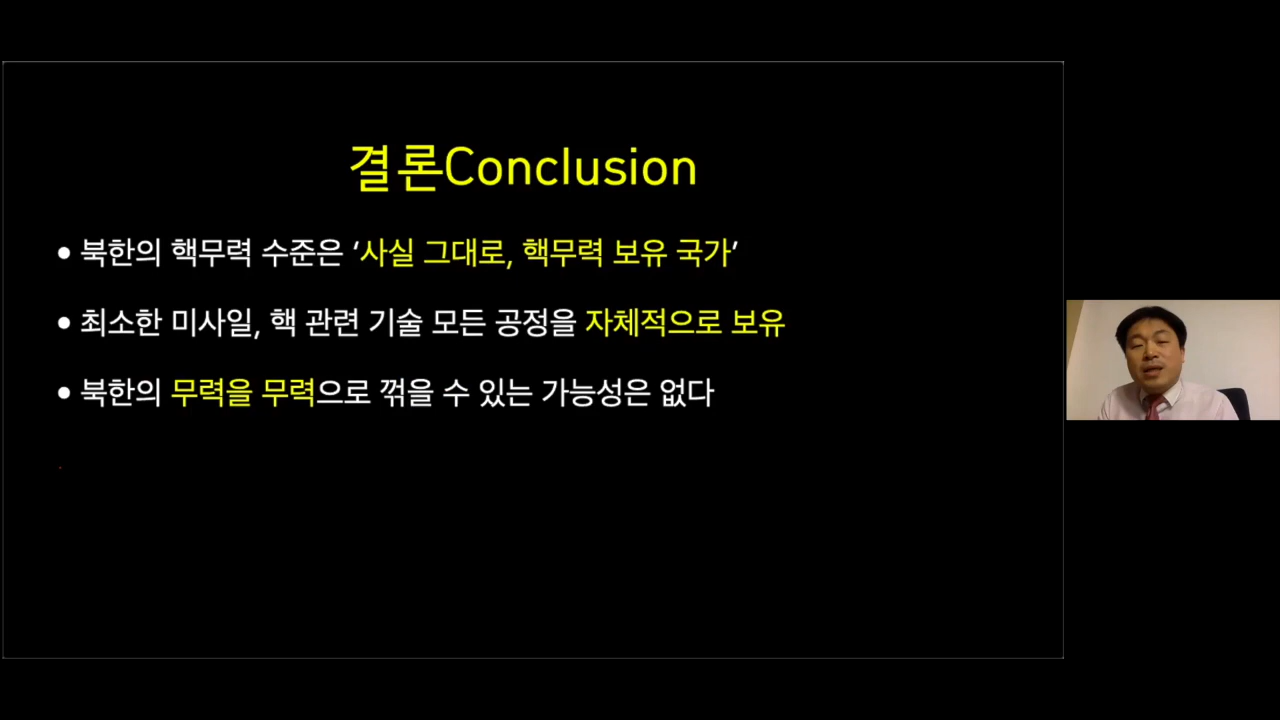 결론Conclusion
• 북한의 핵무력 수준은 ‘사실 그대로, 핵무력 보유 국가’
• 최소한 미사일, 핵 관련 기술 모든 공정을 자체적으로 보유
• 북한의 무력을 무력으로 꺾을 수 있는 가능성은 없다